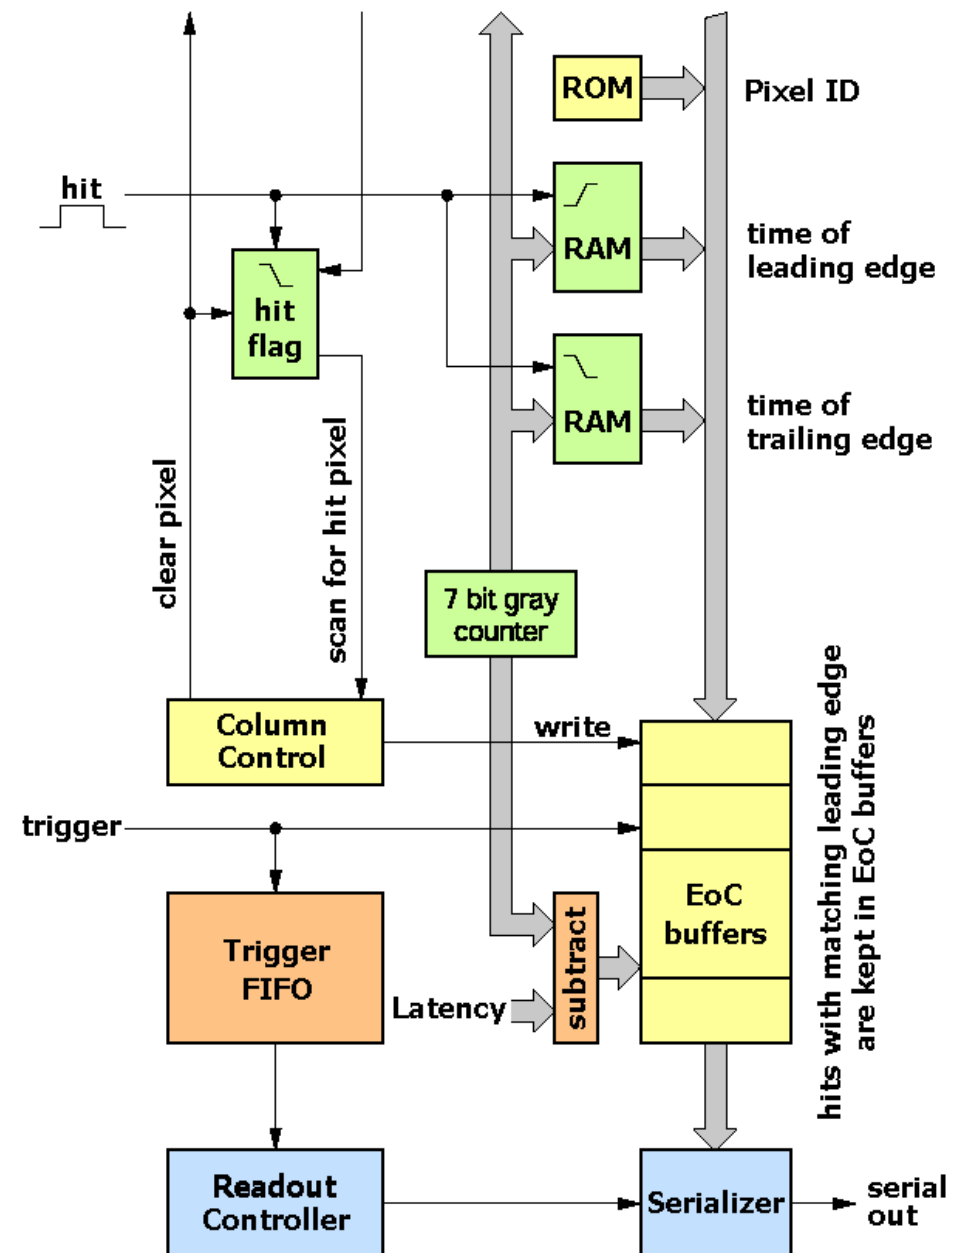 ROM
Pixel ID
hit
RAM
time of
leading edge
hit
flag
RAM
time of
trailing edge
clear pixel
scan for hit pixel
7 bit gray
counter
Column
Control
write
hits with matching leading edge
are kept in EoC buffers
trigger
EoC
buffers
Trigger
FIFO
subtract
Latency
Readout
Controller
Serializer
serial
out